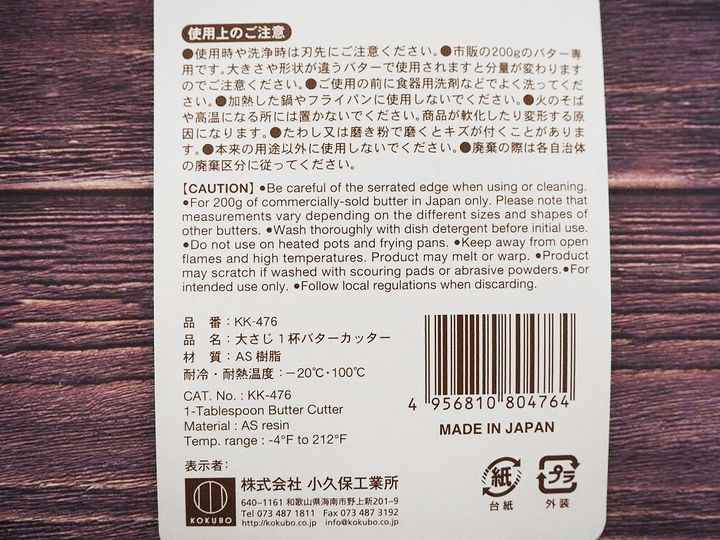 使用上のご注意
●使用時や洗浄時は刃先にご注意ください。●市販の200gのバター専
用です。大きさや形状が違うバターで使用されますと分量が変わります
のでご注意ください。●ご使用の前に食器用洗剤などでよく洗ってくだ
さい。●加熱した鍋やフライパンに使用しないでください。●火のそば
や高温になる所には置かないでください。商品が軟化したり変形する原
因になります。●たわし又は磨き粉で磨くとキズが付くことがありま
す。●本来の用途以外に使用しないでください。●廃棄の際は各自治体
の廃棄区分に従ってください。
【CAUTION】●Be careful of the serrated edge when using or cleaning.
●For 200g of commercially-sold butter in Japan only. Please note that
measurements vary depending on the different sizes and shapes of
other butters. ●Wash thoroughly with dish detergent before initial use.
●Do not use on heated pots and frying pans. ●Keep away from open
flames and high temperatures. Product may melt or warp. ●Product
may scratch if washed with scouring pads or abrasive powders. ●For
intended use only. ●Follow local regulations when discarding.
品 番：KK-476
品 名：大さじ1杯バターカッター
材 質：AS樹脂
耐冷・耐熱温度：－20℃・100℃
CAT. No. : KK-476
1-Tablespoon Butter Cutter
Material : AS resin
Temp. range : -4°F to 212°F
4 956810 804764
MADE IN JAPAN
表示者：
KOKUBO
株式会社 小久保工業所
640–1161 和歌山県海南市野上新201–9
TEL 073 487 1811 FAX 073 487 3192
http://kokubo.co.jp info@kokubo.co.jp
紙
台紙
プラ
外装